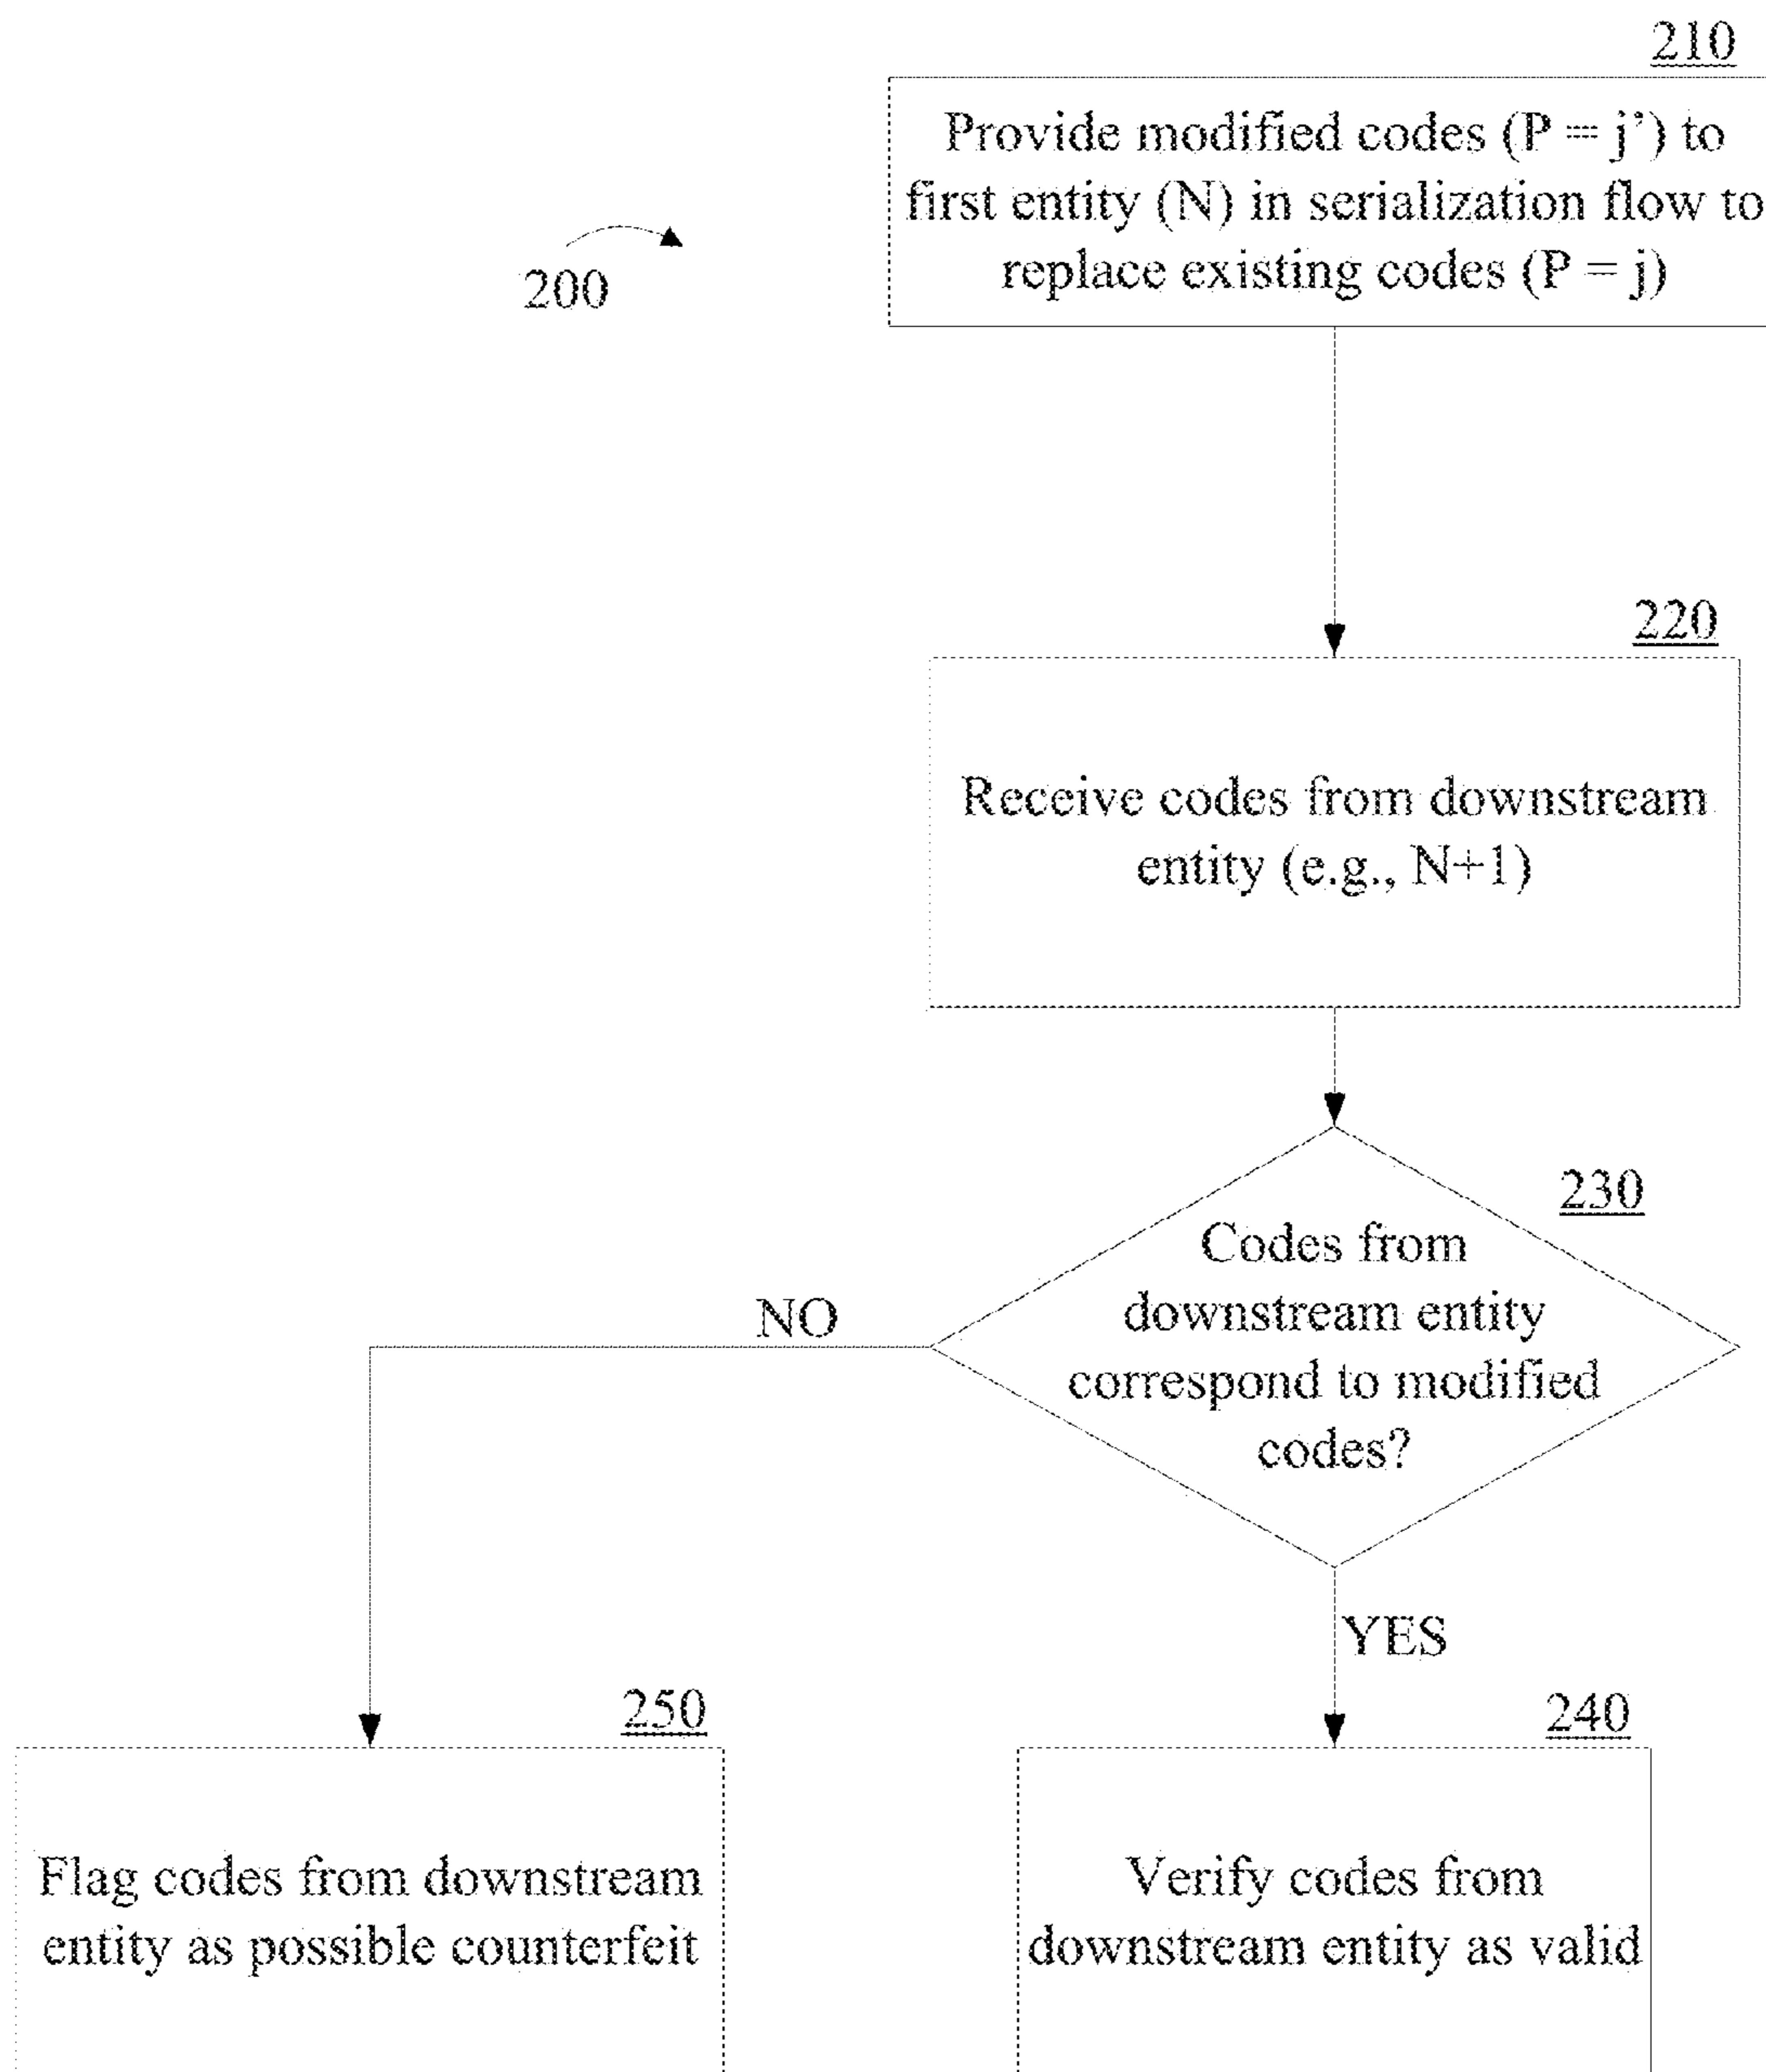 210
Provide modified codes (P = j’) to
first entity (N) in serialization flow to
replace existing codes (P = j)
200
220
Receive codes from downstream
entity (e.g., N+1)
230
Codes from
downstream entity
correspond to modified
codes?
NO
YES
250
240
Flag codes from downstream
entity as possible counterfeit
Verify codes from
downstream entity as valid